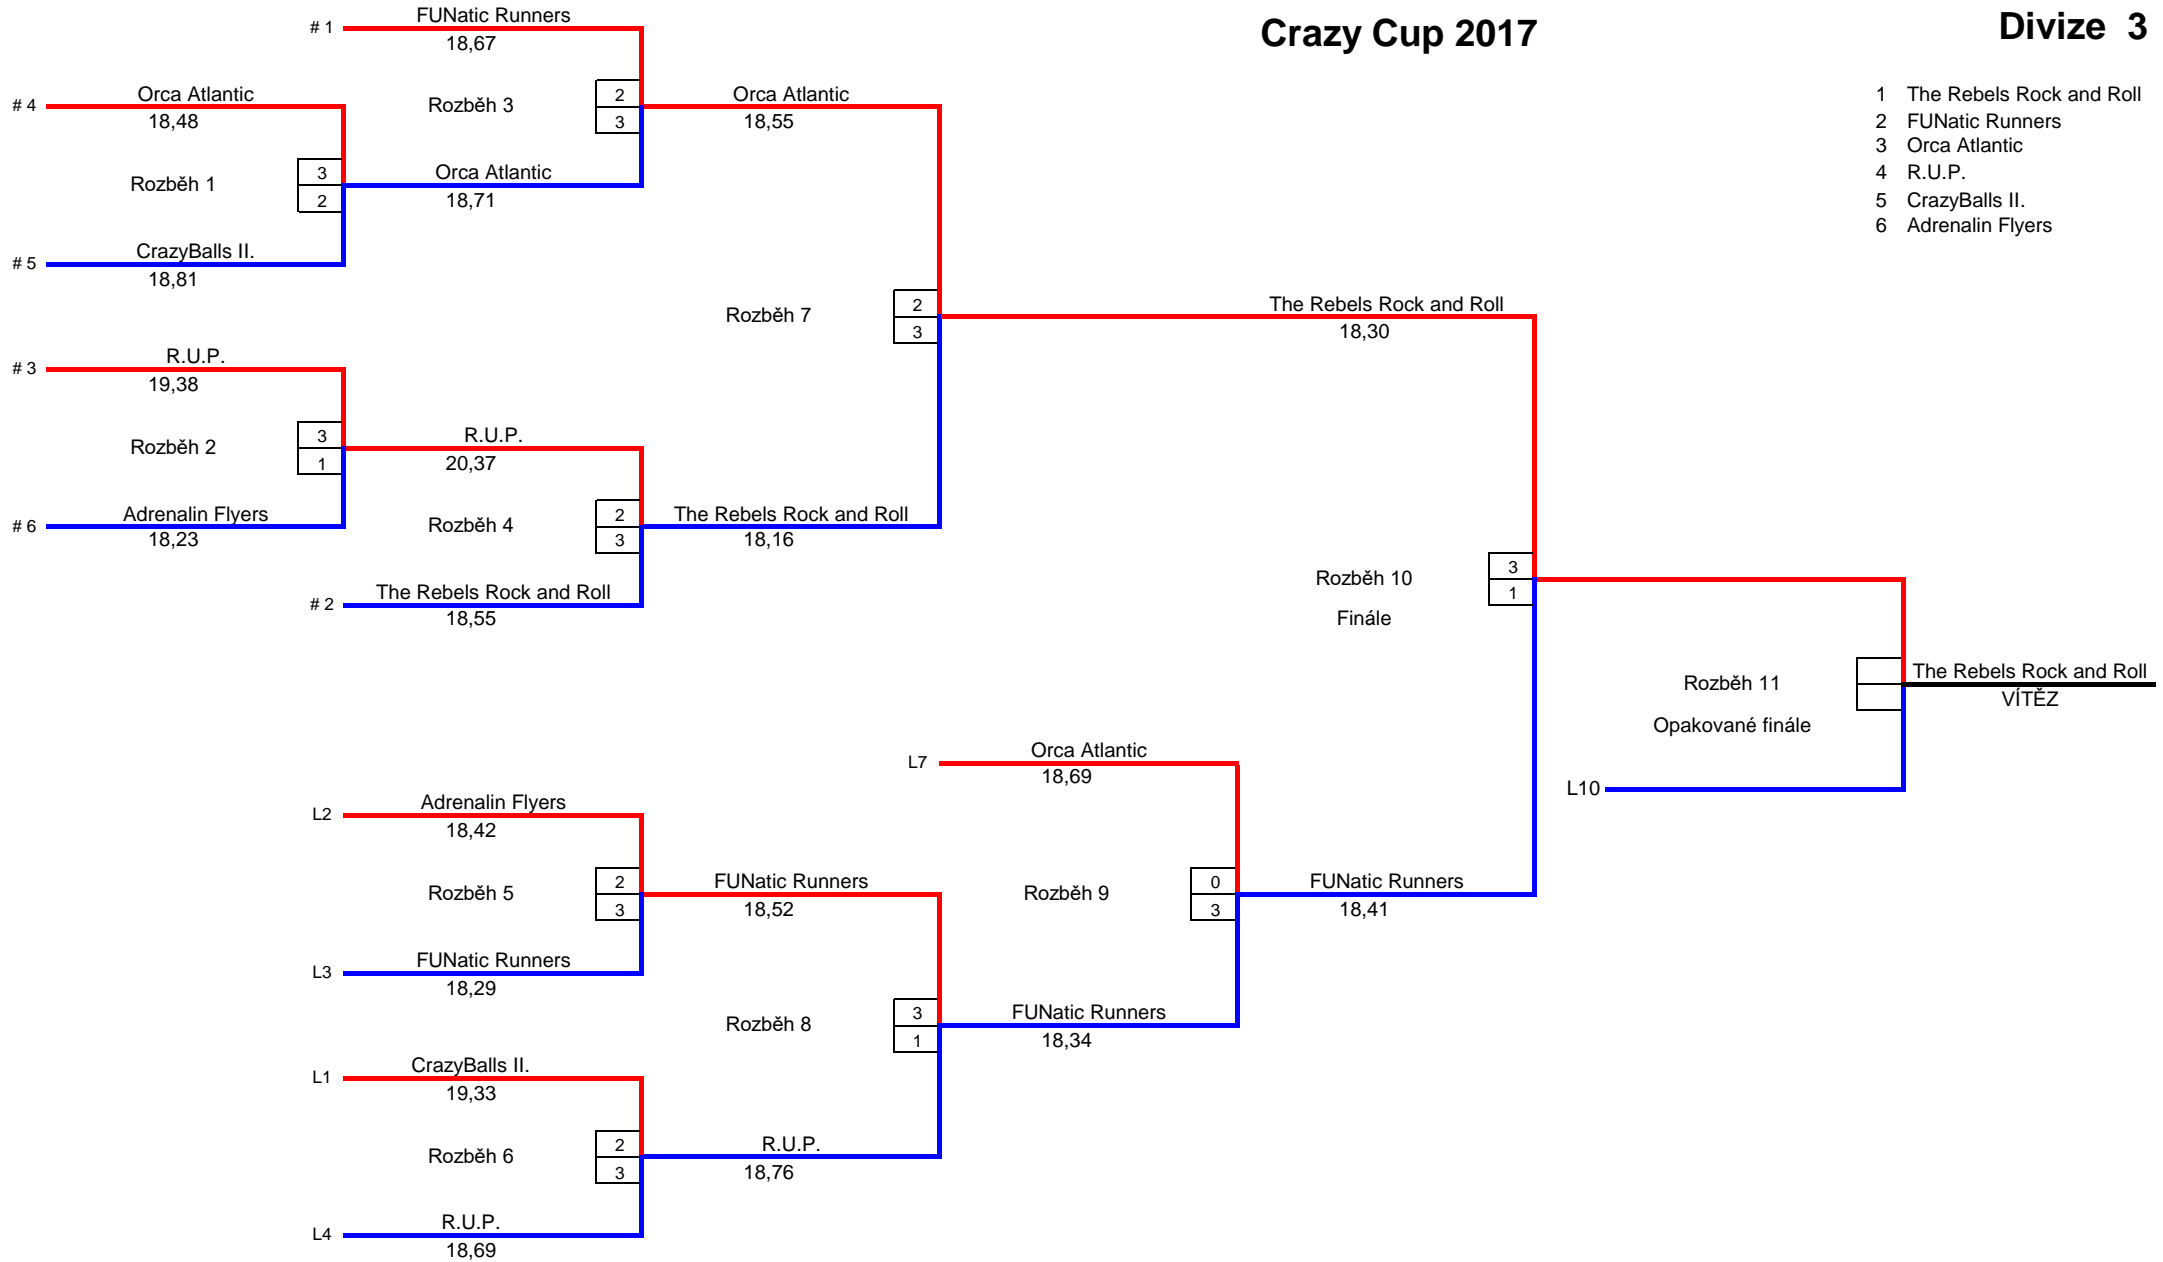 Crazy Cup 2017
Divize 3
1 The Rebels Rock and Roll
2 FUNatic Runners
3 Orca Atlantic
4 R.U.P.
5 CrazyBalls II.
6 Adrenalin Flyers
# 1
FUNatic Runners
18,67
# 4
Orca Atlantic
18,48
Rozběh 3
2
3
Orca Atlantic
18,55
Rozběh 1
3
2
Orca Atlantic
18,71
# 5
CrazyBalls II.
18,81
Rozběh 7
2
3
The Rebels Rock and Roll
18,30
# 3
R.U.P.
19,38
Rozběh 2
3
1
R.U.P.
20,37
# 6
Adrenalin Flyers
18,23
Rozběh 4
2
3
The Rebels Rock and Roll
18,16
# 2
The Rebels Rock and Roll
18,55
Rozběh 10
Finále
3
1
Rozběh 11
Opakované finále
The Rebels Rock and Roll
VÍTĚZ
L10
L7
Orca Atlantic
18,69
L2
Adrenalin Flyers
18,42
Rozběh 5
2
3
FUNatic Runners
18,52
Rozběh 9
0
3
FUNatic Runners
18,41
L3
FUNatic Runners
18,29
Rozběh 8
3
1
FUNatic Runners
18,34
L1
CrazyBalls II.
19,33
Rozběh 6
2
3
R.U.P.
18,76
L4
R.U.P.
18,69